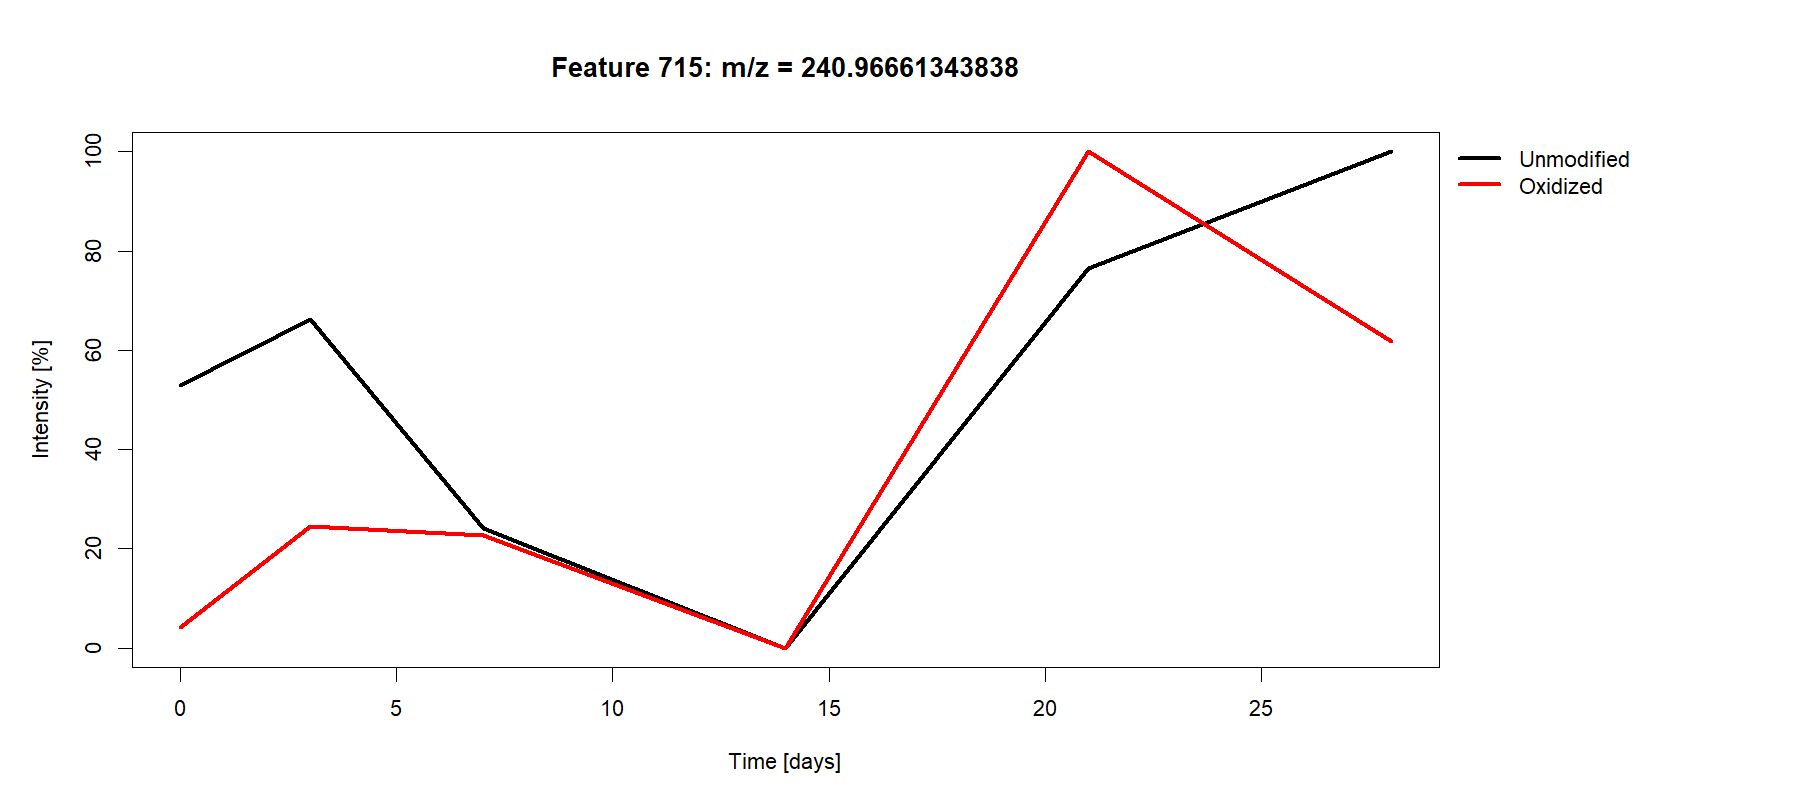 Feature 715: m/z = 240.96661343838
Unmodified
Oxidized
Intensity [%]
100
80
60
40
20
0
0 5 10 15 20 25
Time [days]